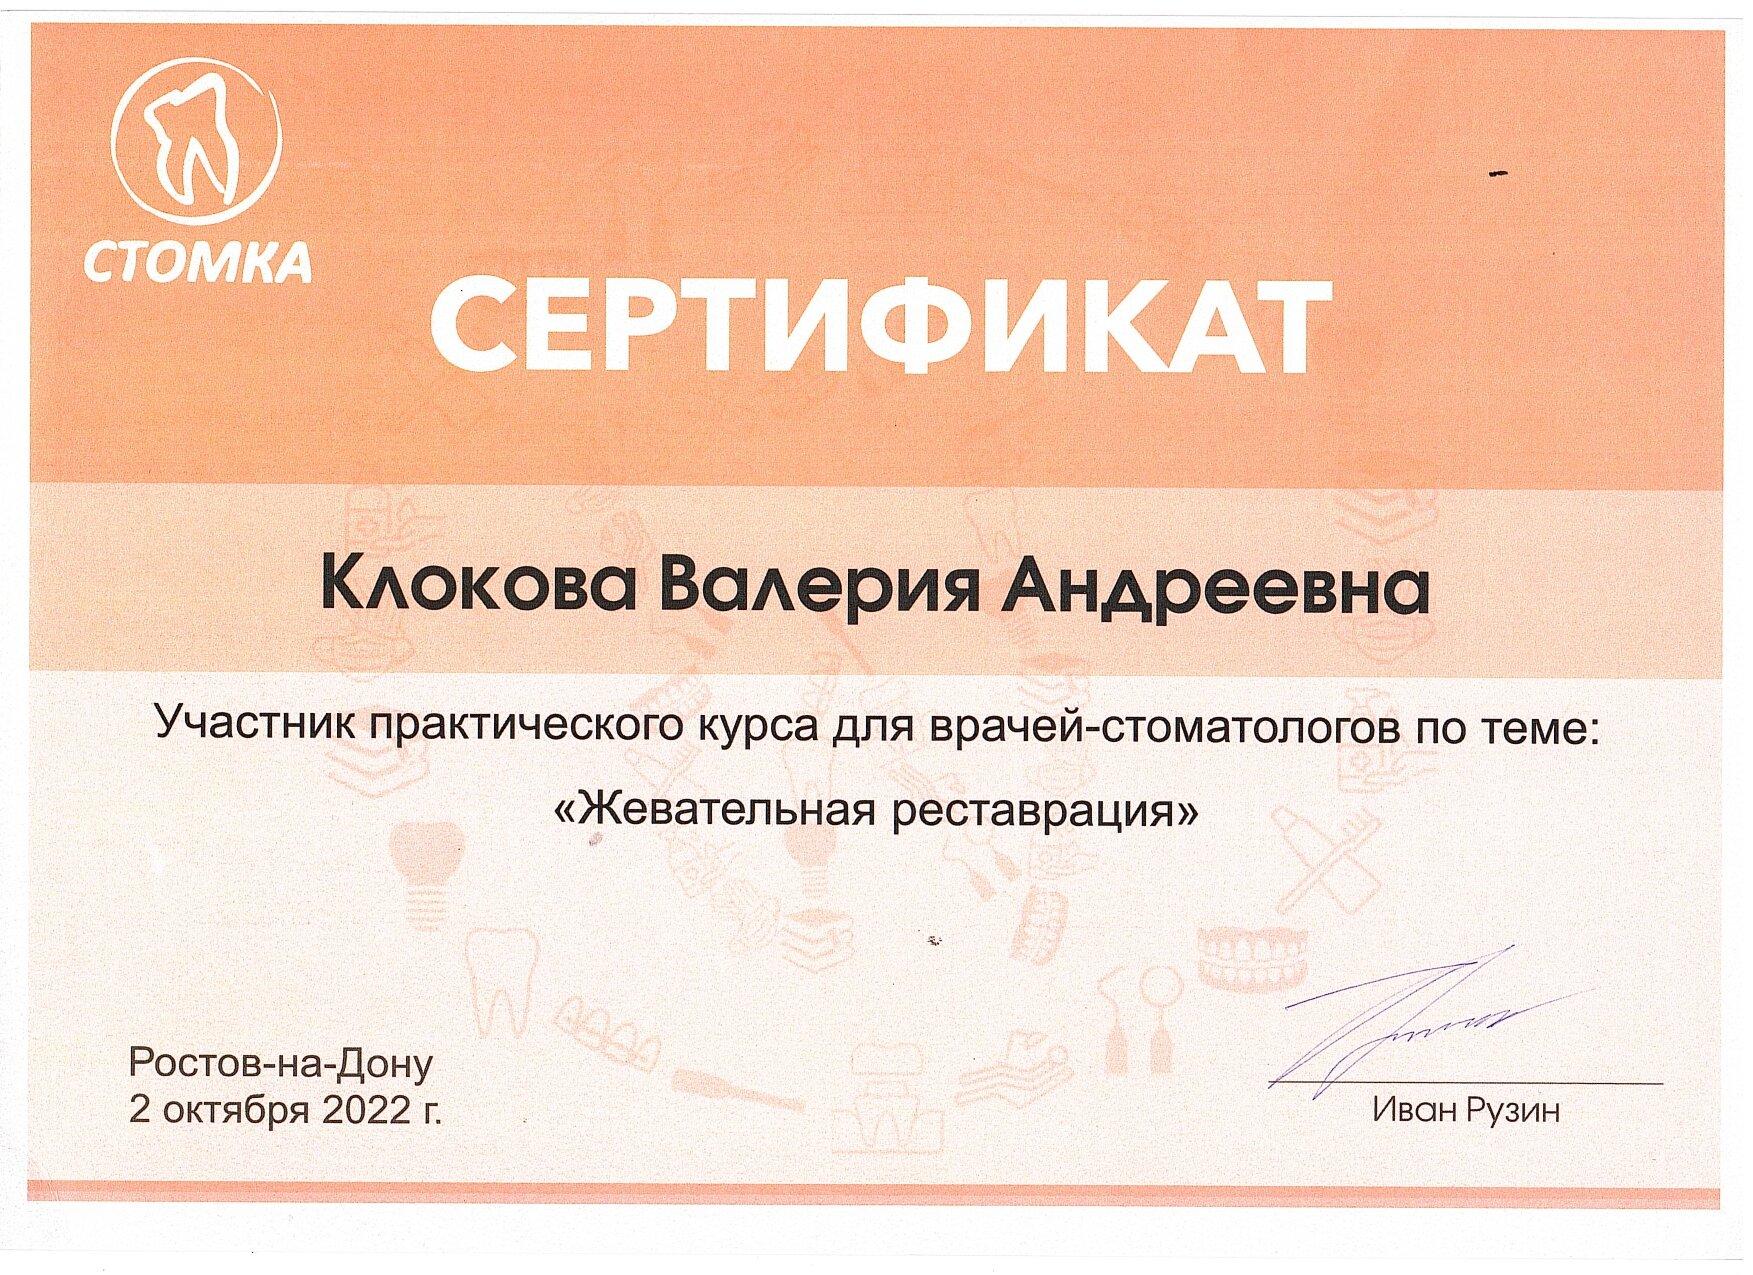 СТОМКА
СЕРТИФИКАТ
Клокова Валерия Андреевна
Участник практического курса для врачей-стоматологов по теме:
«Жевательная реставрация»
Ростов-на-Дону
2 октября 2022 г.
Иван Рузин